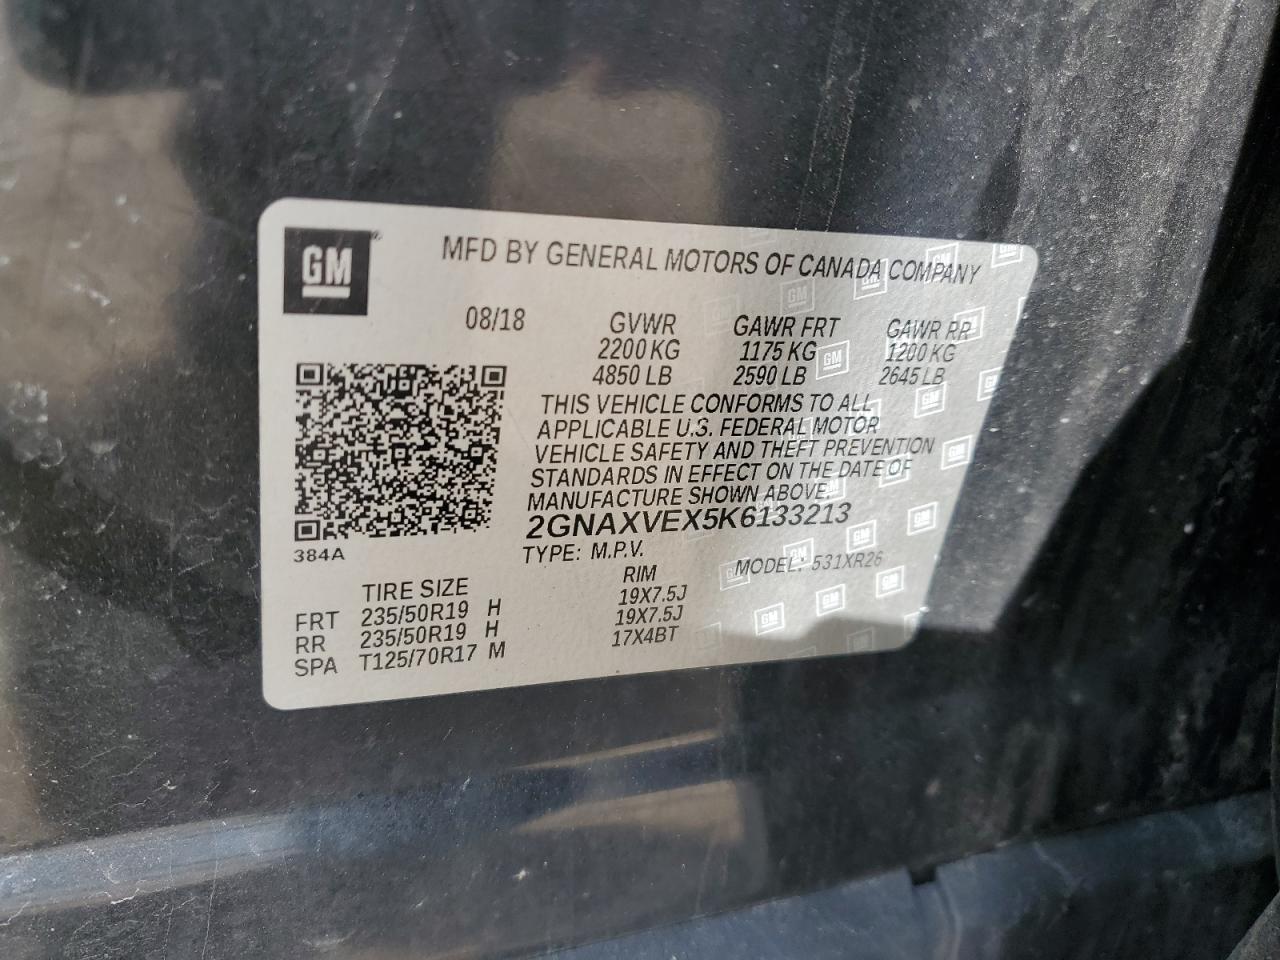 GM
MFD BY GENERAL MOTORS OF CANADA COMPANY
08/18 GVWR GAWR FRT GAWR RR
2200 KG 1175 KG 1200 KG
4850 LB 2590 LB 2645 LB
THIS VEHICLE CONFORMS TO ALL
APPLICABLE U.S. FEDERAL MOTOR
VEHICLE SAFETY AND THEFT PREVENTION
STANDARDS IN EFFECT ON THE DATE OF
MANUFACTURE SHOWN ABOVE.
2GNAXVEX5K6133213
384A TYPE: M.P.V. MODEL: 531XR26
TIRE SIZE RIM
FRT 235/50R19 H 19X7.5J
RR 235/50R19 H 19X7.5J
SPA T125/70R17 M 17X4BT